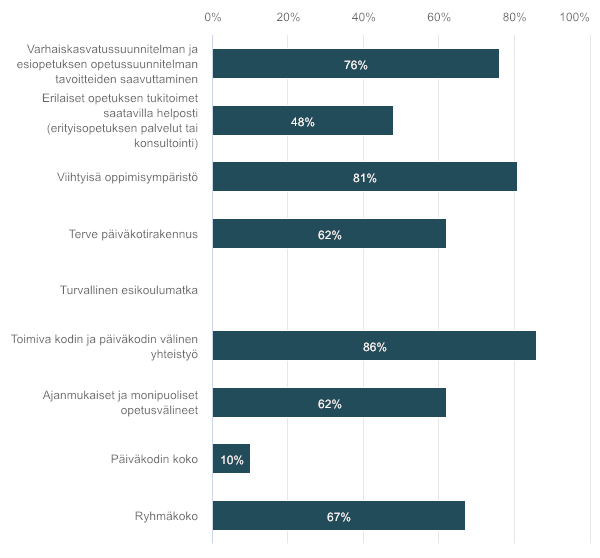 0% 20% 40% 60% 80% 100%
Varhaiskasvatussuunnitelman ja
esiopetuksen opetussuunnitelman
tavoitteiden saavuttaminen
76%
Erilaiset opetuksen tukitoimet
saatavilla helposti
(erityisopetuksen palvelut tai
konsultointi)
48%
Viihtyisä oppimisympäristö
81%
Terve päiväkotirakennus
62%
Turvallinen esikoulumatka
Toimiva kodin ja päiväkodin välinen
yhteistyö
86%
Ajanmukaiset ja monipuoliset
opetusvälineet
62%
Päiväkodin koko
10%
Ryhmäkoko
67%